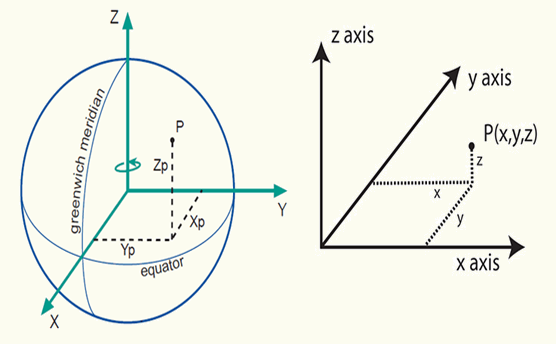 Z
greenwich meridian
P
Zp
Y
Xp
Yp
equator
X
z axis
y axis
P(x,y,z)
z
x
y
x axis